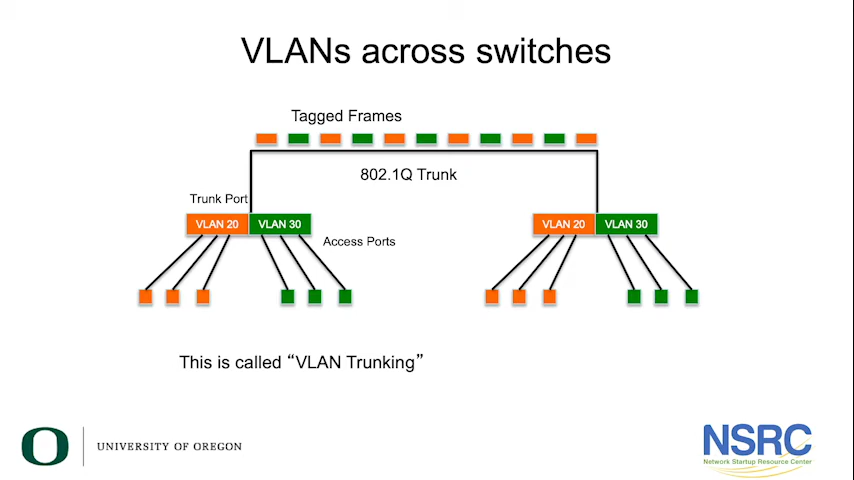 VLANs across switches
Tagged Frames
802.1Q Trunk
Trunk Port
VLAN 20
VLAN 30
VLAN 20
VLAN 30
Access Ports
This is called “VLAN Trunking”
O
UNIVERSITY OF OREGON
NSRC
Network Startup Resource Center